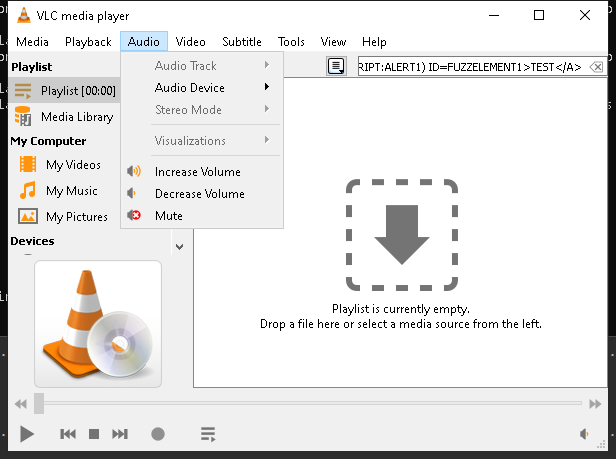 VLC media player
Media Playback Audio Video Subtitle Tools View Help
Playlist
RIPT:ALERT1) ID=FUZZELEMENT1>TEST</A>
Playlist [00:00]
Media Library
My Computer
My Videos
My Music
My Pictures
Devices
Audio Track
Audio Device
Stereo Mode
Visualizations
Increase Volume
Decrease Volume
Mute
Playlist is currently empty.
Drop a file here or select a media source from the left.